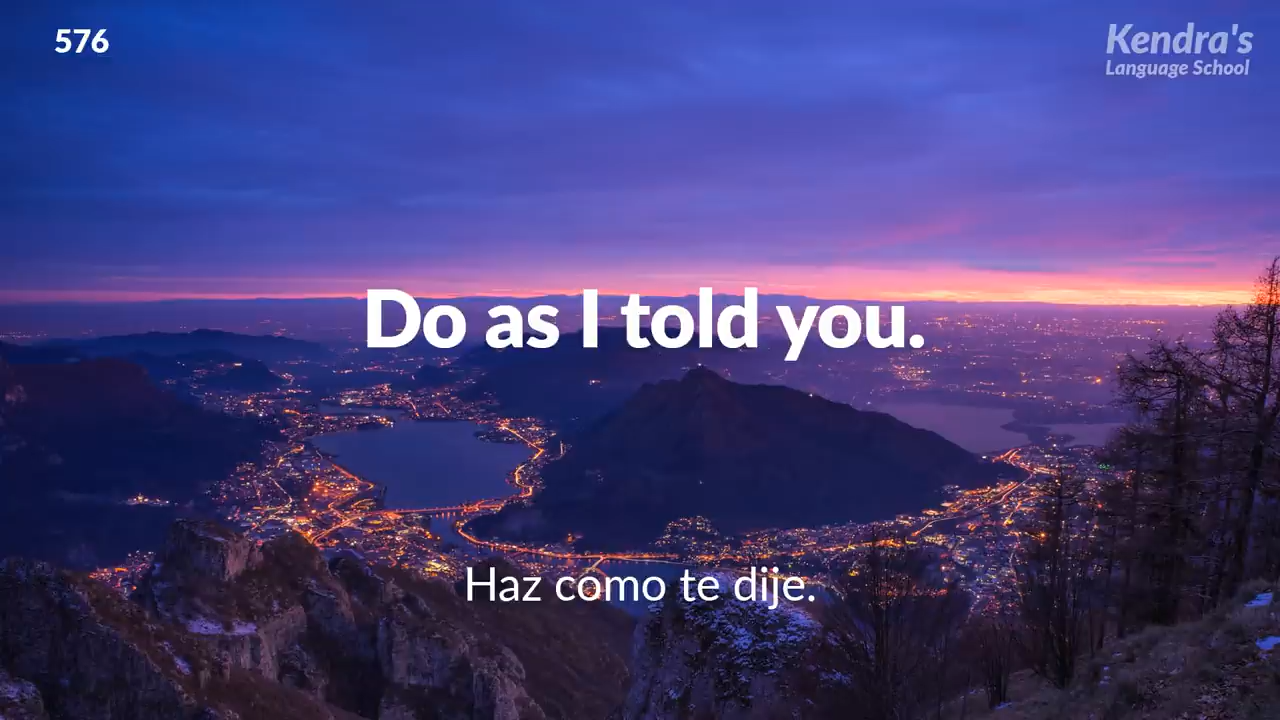 576
Kendra's
Language School
Do as I told you.
Haz como te dije.